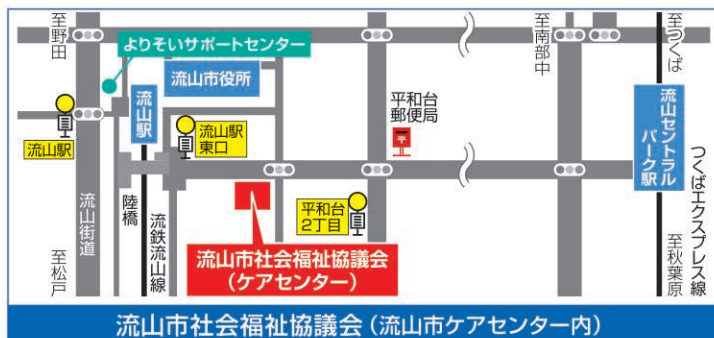 至野田
よりそいサポートセンター
流山市役所
至南部中
至つくば
流山駅
流山駅
流山駅
東口
平和台
郵便局
〒
流山セントラル
パーク駅
つくばエクスプレス線
流山街道
陸橋
流鉄流山線
平和台
2丁目
至松戸
流山市社会福祉協議会
(ケアセンター)
至秋葉原
流山市社会福祉協議会(流山市ケアセンター内)